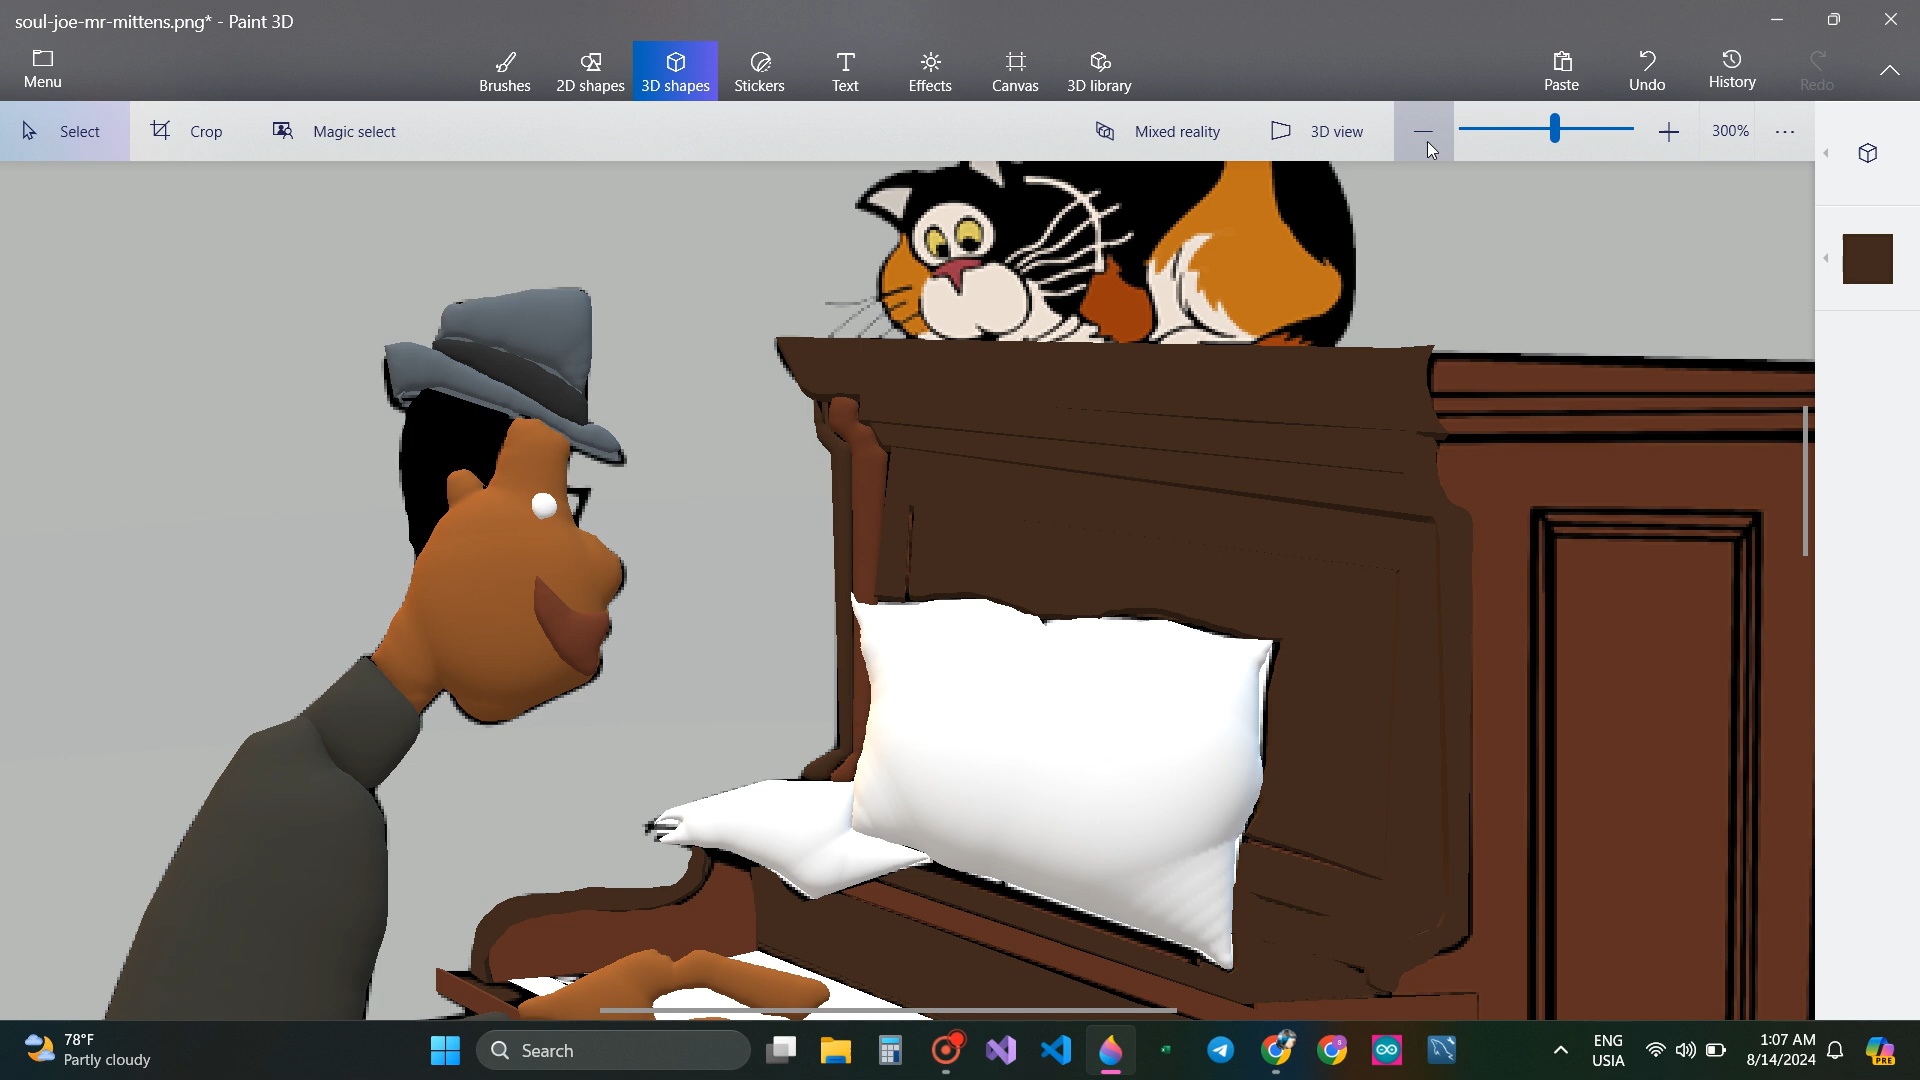 soul-joe-mr-mittens.png* - Paint 3D
Menu
Brushes
2D shapes
3D shapes
Stickers
Text
Effects
Canvas
3D library
Paste
Undo
History
Redo
Select
Crop
Magic select
Mixed reality
3D view
300%
78°F
Partly cloudy
Search
ENG
USIA
1:07 AM
8/14/2024
PRE